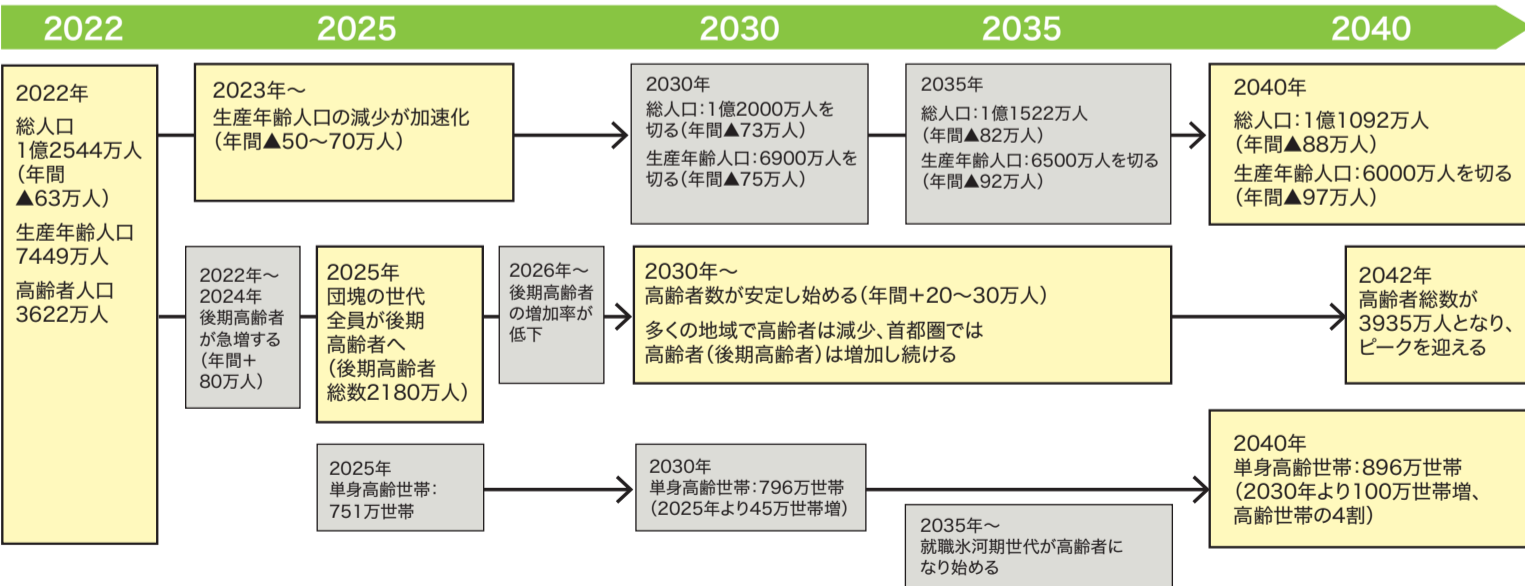 2022
2025
2030
2035
2040
2022年
総人口
1億2544万人
(年間
▲63万人)
生産年齢人口
7449万人
高齢者人口
3622万人
2023年～
生産年齢人口の減少が加速化
(年間▲50～70万人)
2030年
総人口：1億2000万人を
切る(年間▲73万人)
生産年齢人口：6900万人を
切る(年間▲75万人)
2035年
総人口：1億1522万人
(年間▲82万人)
生産年齢人口：6500万人を切る
(年間▲92万人)
2040年
総人口：1億1092万人
(年間▲88万人)
生産年齢人口：6000万人を切る
(年間▲97万人)
2022年～
2024年
後期高齢者
が急増する
(年間＋
80万人)
2025年
団塊の世代
全員が後期
高齢者へ
(後期高齢者
総数2180万人)
2026年～
後期高齢者
の増加率が
低下
2030年～
高齢者数が安定し始める(年間＋20～30万人)
多くの地域で高齢者は減少、首都圏では
高齢者(後期高齢者)は増加し続ける
2042年
高齢者総数が
3935万人となり、
ピークを迎える
2025年
単身高齢世帯：
751万世帯
2030年
単身高齢世帯：796万世帯
(2025年より45万世帯増)
2035年～
就職氷河期世代が高齢者に
なり始める
2040年
単身高齢世帯：896万世帯
(2030年より100万世帯増、
高齢世帯の4割)